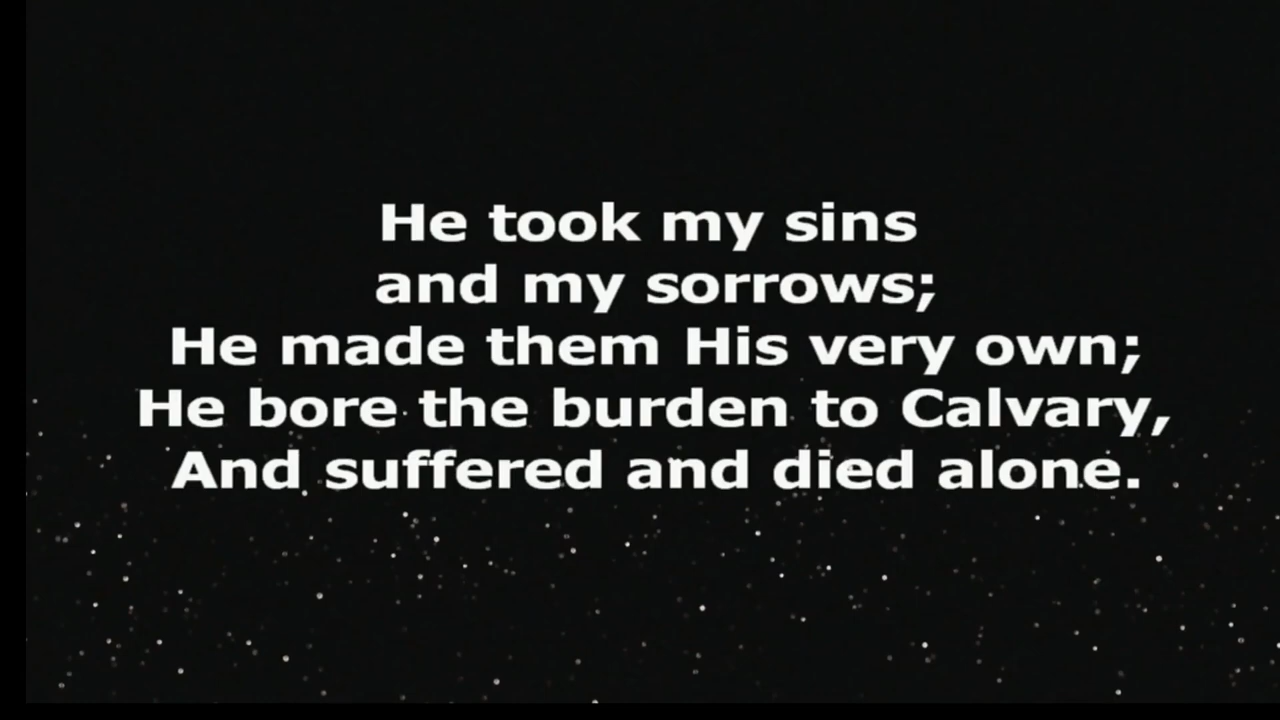 He took my sins
and my sorrows;
He made them His very own;
He bore the burden to Calvary,
And suffered and died alone.